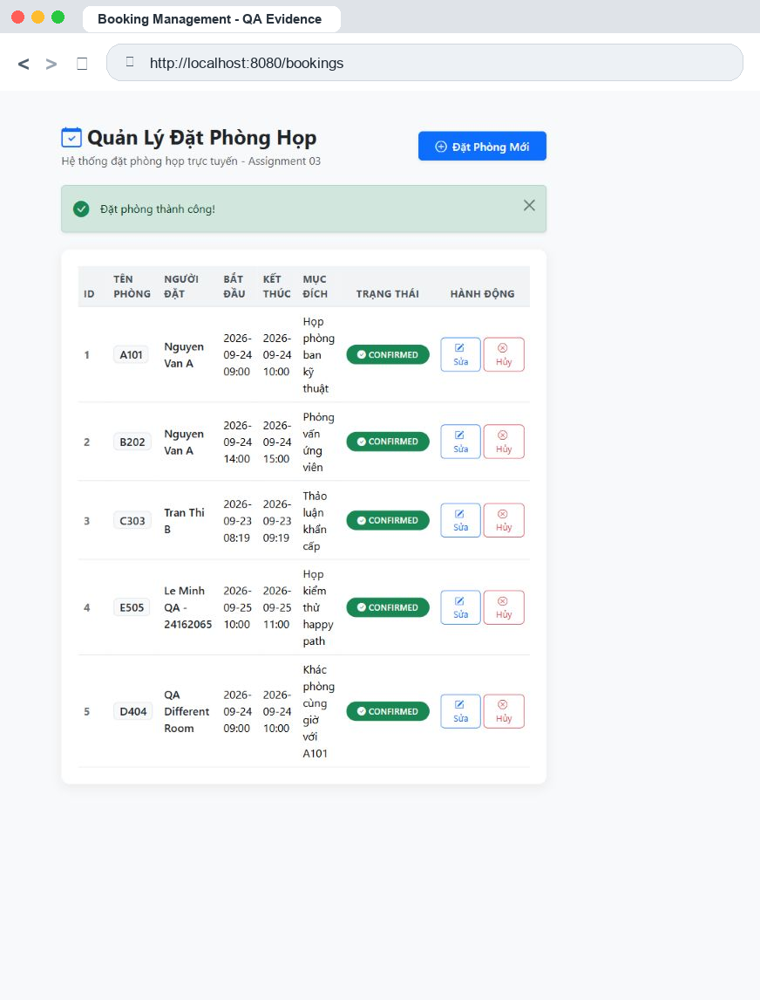 Booking Management - QA Evidence
http://localhost:8080/bookings
Quản Lý Đặt Phòng Họp
Hệ thống đặt phòng họp trực tuyến - Assignment 03
Đặt Phòng Mới
Đặt phòng thành công!
ID
TÊN
PHÒNG
NGƯỜI
ĐẶT
BẮT
ĐẦU
KẾT
THÚC
MỤC
ĐÍCH
TRẠNG THÁI
HÀNH ĐỘNG
1
A101
Nguyen
Van A
2026-
09-24
09:00
2026-
09-24
10:00
Họp
phòng
ban
kỹ
thuật
CONFIRMED
Sửa
Hủy
2
B202
Nguyen
Van A
2026-
09-24
14:00
2026-
09-24
15:00
Phỏng
vấn
ứng
viên
CONFIRMED
Sửa
Hủy
3
C303
Tran Thi
B
2026-
09-23
08:19
2026-
09-23
09:19
Thảo
luận
khẩn
cấp
CONFIRMED
Sửa
Hủy
4
E505
Le Minh
QA -
24162065
2026-
09-25
10:00
2026-
09-25
11:00
Họp
kiểm
thử
happy
path
CONFIRMED
Sửa
Hủy
5
D404
QA
Different
Room
2026-
09-24
09:00
2026-
09-24
10:00
Khác
phòng
cùng
giờ
với
A101
CONFIRMED
Sửa
Hủy